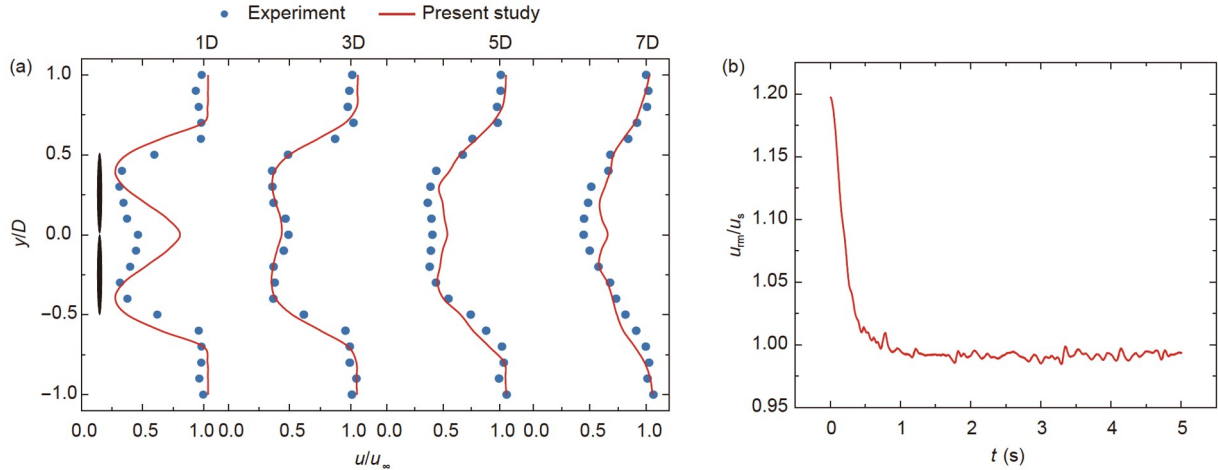 Experiment Present study
1D 3D 5D 7D
(a)
1.0
0.5
0.0
−0.5
−1.0
y/D
0.0 0.5 1.0 0.0 0.5 1.0 0.0 0.5 1.0 0.0 0.5 1.0
u/u∞
(b)
1.20
1.15
1.10
1.05
1.00
0.95
urm/us
0 1 2 3 4 5
t (s)